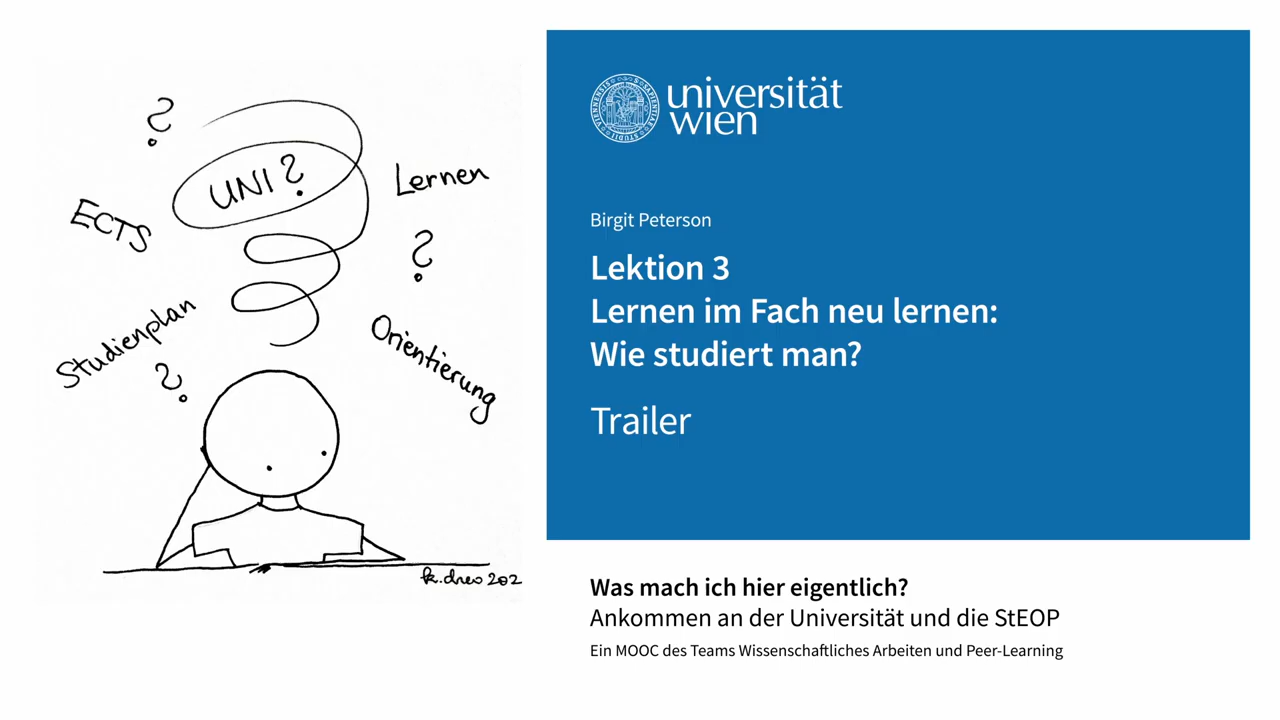 ?
UNI?
Lernen
ECTS
?
Studienplan
?
Orientierung
universität
wien
Birgit Peterson
Lektion 3
Lernen im Fach neu lernen:
Wie studiert man?
Trailer
Was mach ich hier eigentlich?
Ankommen an der Universität und die StEOP
Ein MOOC des Teams Wissenschaftliches Arbeiten und Peer-Learning